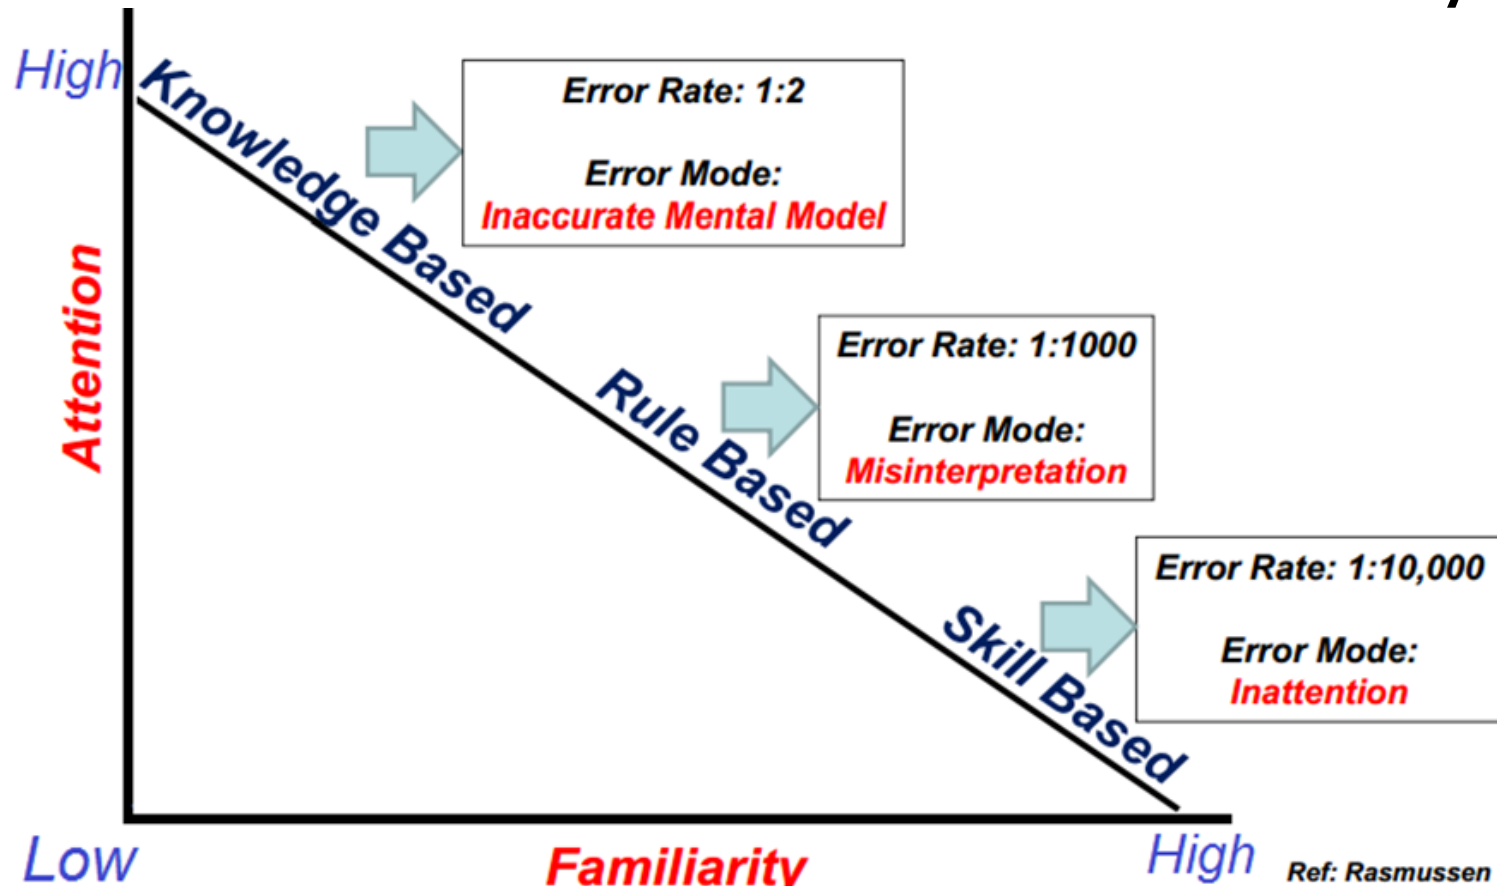 High
Knowledge Based
Error Rate: 1:2
Error Mode:
Inaccurate Mental Model
Attention
Rule Based
Error Rate: 1:1000
Error Mode:
Misinterpretation
Skill Based
Error Rate: 1:10,000
Error Mode:
Inattention
Low
Familiarity
High
Ref: Rasmussen